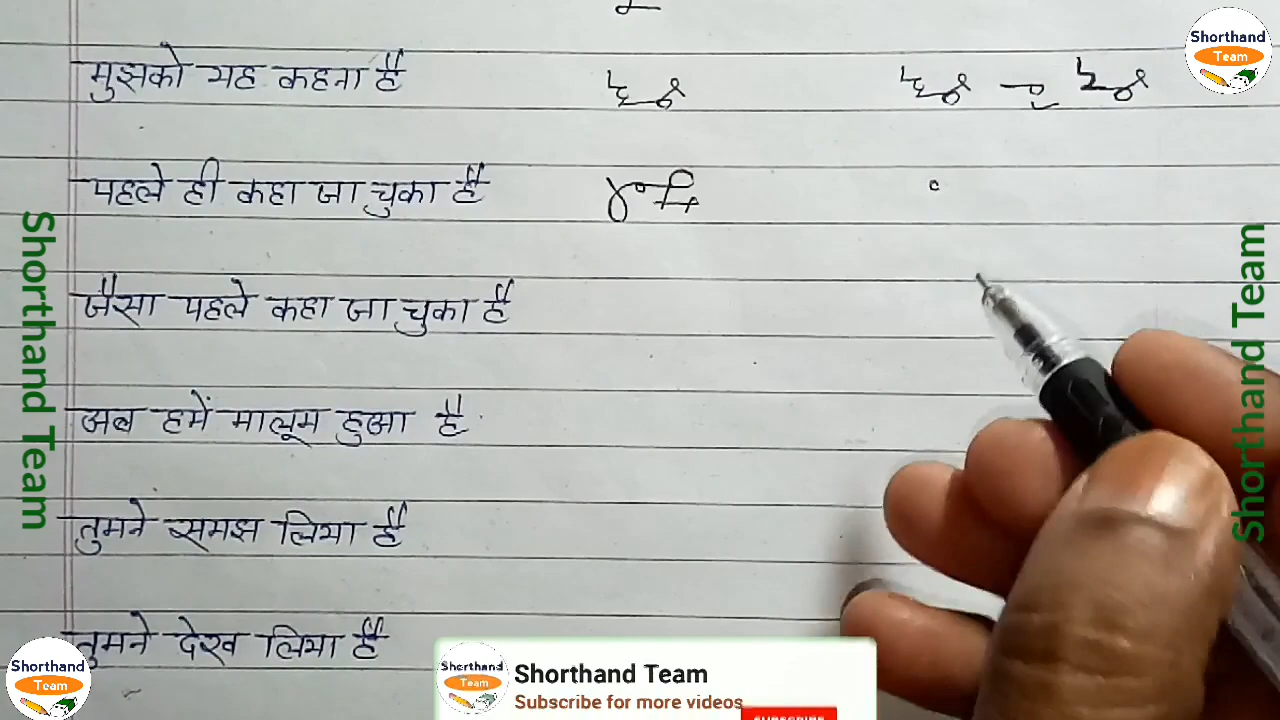 Shorthand
Team
मुझको यह कहना है
पहले ही कहा जा चुका है
जैसा पहले कहा जा चुका है
अब हमें मालूम हुआ है
तुमने समझ लिया है
तुमने देख लिया है
Shorthand Team
Shorthand Team
Shorthand
Team
Shorthand
Team
Shorthand Team
Subscribe for more videos
SUBSCRIBE